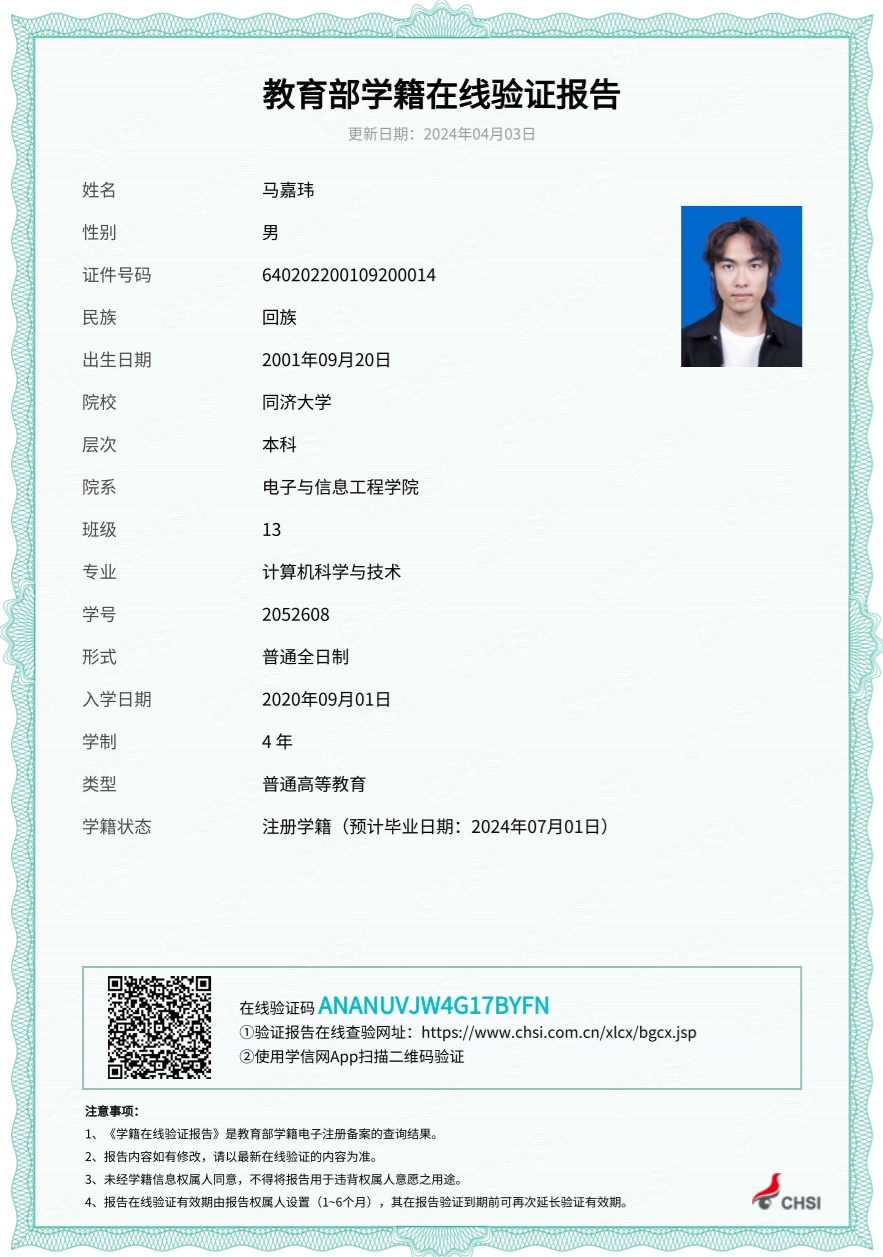 教育部学籍在线验证报告
更新日期：2024年04月03日
姓名 马嘉玮
性别 男
证件号码 640202200109200014
民族 回族
出生日期 2001年09月20日
院校 同济大学
层次 本科
院系 电子与信息工程学院
班级 13
专业 计算机科学与技术
学号 2052608
形式 普通全日制
入学日期 2020年09月01日
学制 4 年
类型 普通高等教育
学籍状态 注册学籍（预计毕业日期：2024年07月01日）
在线验证码 ANANUVJW4G17BYFN
①验证报告在线查验网址：https://www.chsi.com.cn/xlcx/bgcx.jsp
②使用学信网App扫描二维码验证
注意事项：
1、《学籍在线验证报告》是教育部学籍电子注册备案的查询结果。
2、报告内容如有修改，请以最新在线验证的内容为准。
3、未经学籍信息权属人同意，不得将报告用于违背权属人意愿之用途。
4、报告在线验证有效期由报告权属人设置（1~6个月），其在报告验证到期前可再次延长验证有效期。
CHSI